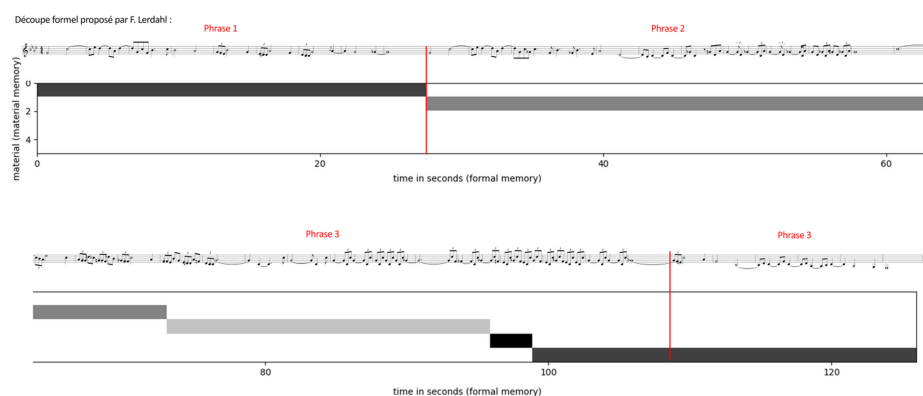 Découpe formel proposé par F. Lerdahl :
Phrase 1
Phrase 2
material (material memory)
0
2
4
0
20
40
60
time in seconds (formal memory)
Phrase 3
Phrase 3
80
100
120
time in seconds (formal memory)